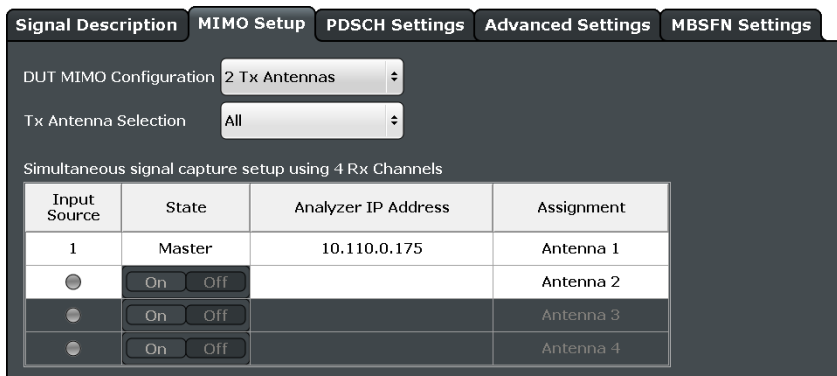 Signal Description MIMO Setup PDSCH Settings Advanced Settings MBSFN Settings
DUT MIMO Configuration 2 Tx Antennas
Tx Antenna Selection All
Simultaneous signal capture setup using 4 Rx Channels
Input Source State Analyzer IP Address Assignment
1 Master 10.110.0.175 Antenna 1
On Off Antenna 2
On Off Antenna 3
On Off Antenna 4